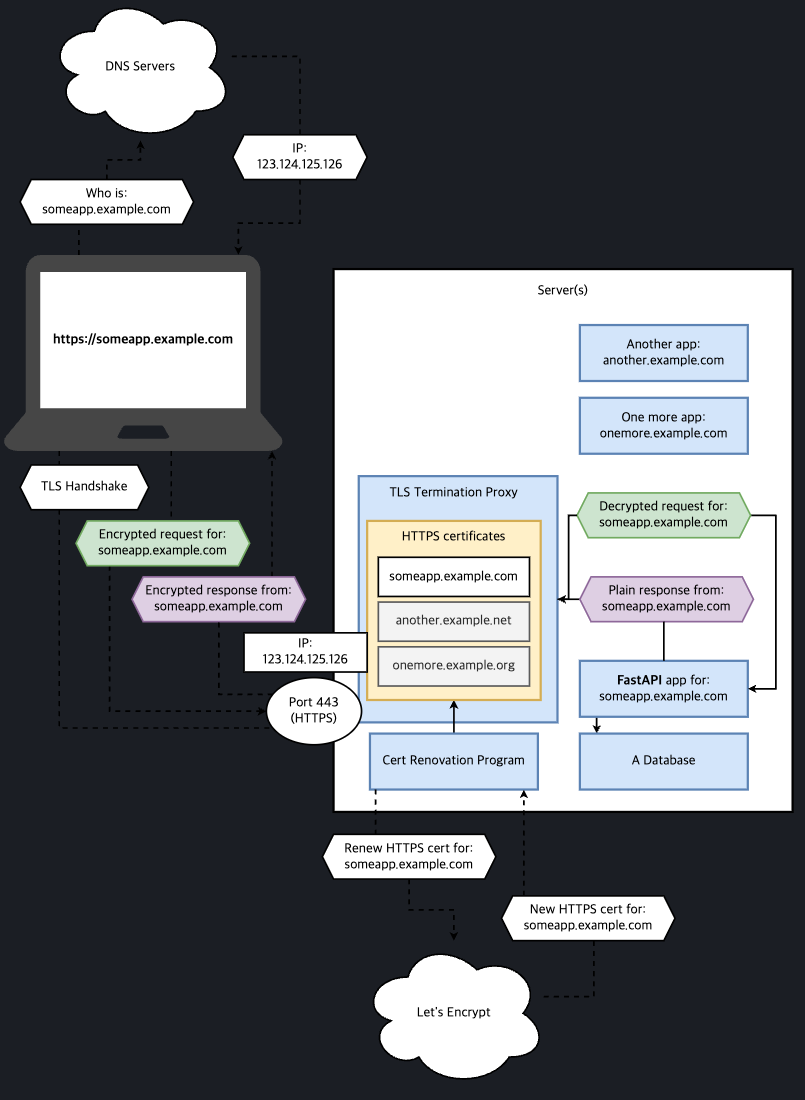 DNS Servers
IP:
123.124.125.126
Who is:
someapp.example.com
https://someapp.example.com
Server(s)
Another app:
another.example.com
One more app:
onemore.example.com
TLS Handshake
TLS Termination Proxy
Decrypted request for:
someapp.example.com
Encrypted request for:
someapp.example.com
HTTPS certificates
someapp.example.com
Encrypted response from:
someapp.example.com
Plain response from:
someapp.example.com
another.example.net
IP:
123.124.125.126
onemore.example.org
Port 443
(HTTPS)
FastAPI app for:
someapp.example.com
Cert Renovation Program
A Database
Renew HTTPS cert for:
someapp.example.com
New HTTPS cert for:
someapp.example.com
Let's Encrypt